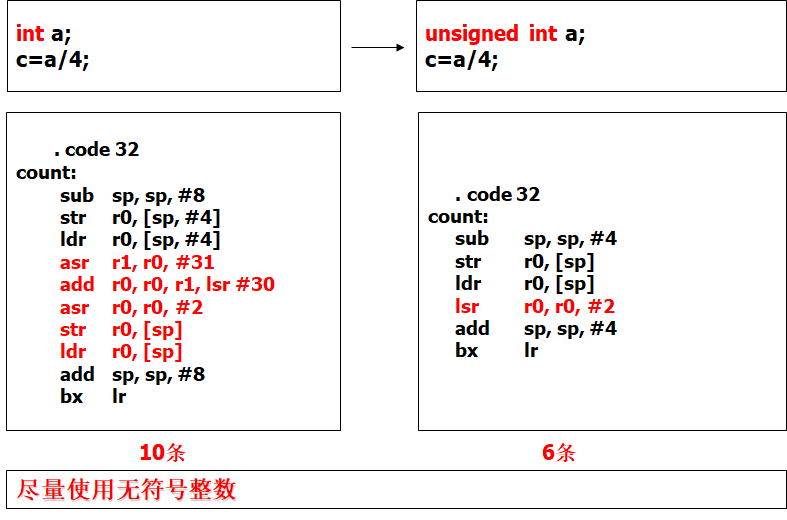 int a;
c=a/4;
unsigned int a;
c=a/4;
. code 32
count:
sub sp, sp, #8
str r0, [sp, #4]
ldr r0, [sp, #4]
asr r1, r0, #31
add r0, r0, r1, lsr #30
asr r0, r0, #2
str r0, [sp]
ldr r0, [sp]
add sp, sp, #8
bx lr
. code 32
count:
sub sp, sp, #4
str r0, [sp]
ldr r0, [sp]
lsr r0, r0, #2
add sp, sp, #4
bx lr
10条
6条
尽量使用无符号整数